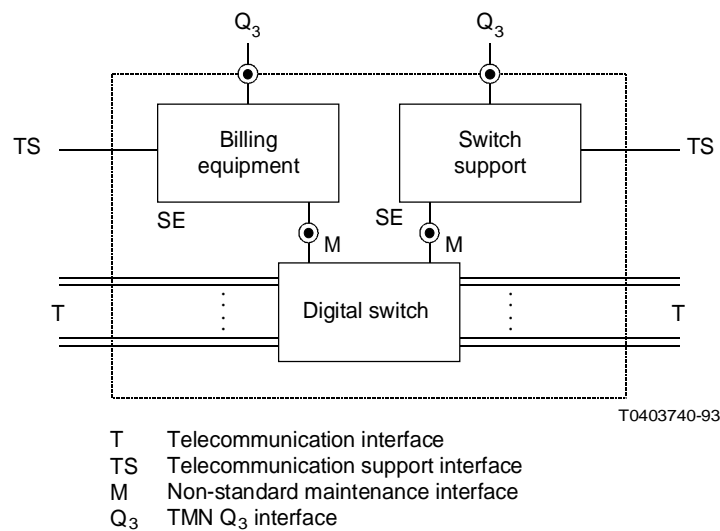 Q3 Q3
TS Billing equipment Switch support TS
SE SE
M M
T Digital switch T
T0403740-93
T Telecommunication interface
TS Telecommunication support interface
M Non-standard maintenance interface
Q3 TMN Q3 interface